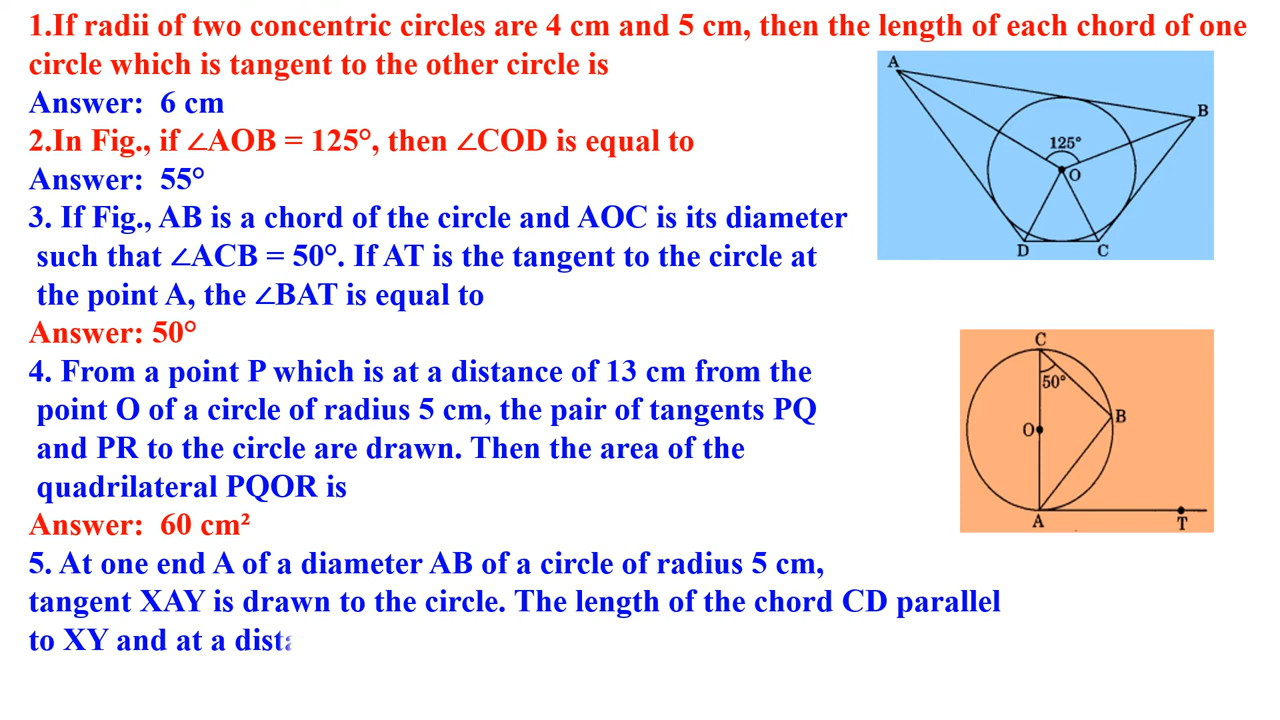 1.If radii of two concentric circles are 4 cm and 5 cm, then the length of each chord of one
circle which is tangent to the other circle is
Answer:  6 cm
2.In Fig., if ∠AOB = 125°, then ∠COD is equal to
Answer:  55°
3. If Fig., AB is a chord of the circle and AOC is its diameter
such that ∠ACB = 50°. If AT is the tangent to the circle at
the point A, the ∠BAT is equal to
Answer: 50°
4. From a point P which is at a distance of 13 cm from the
point O of a circle of radius 5 cm, the pair of tangents PQ
and PR to the circle are drawn. Then the area of the
quadrilateral PQOR is
Answer:  60 cm²
5. At one end A of a diameter AB of a circle of radius 5 cm,
tangent XAY is drawn to the circle. The length of the chord CD parallel
to XY and at a dist
A
B
125°
O
D C
C
50°
B
O
A
T